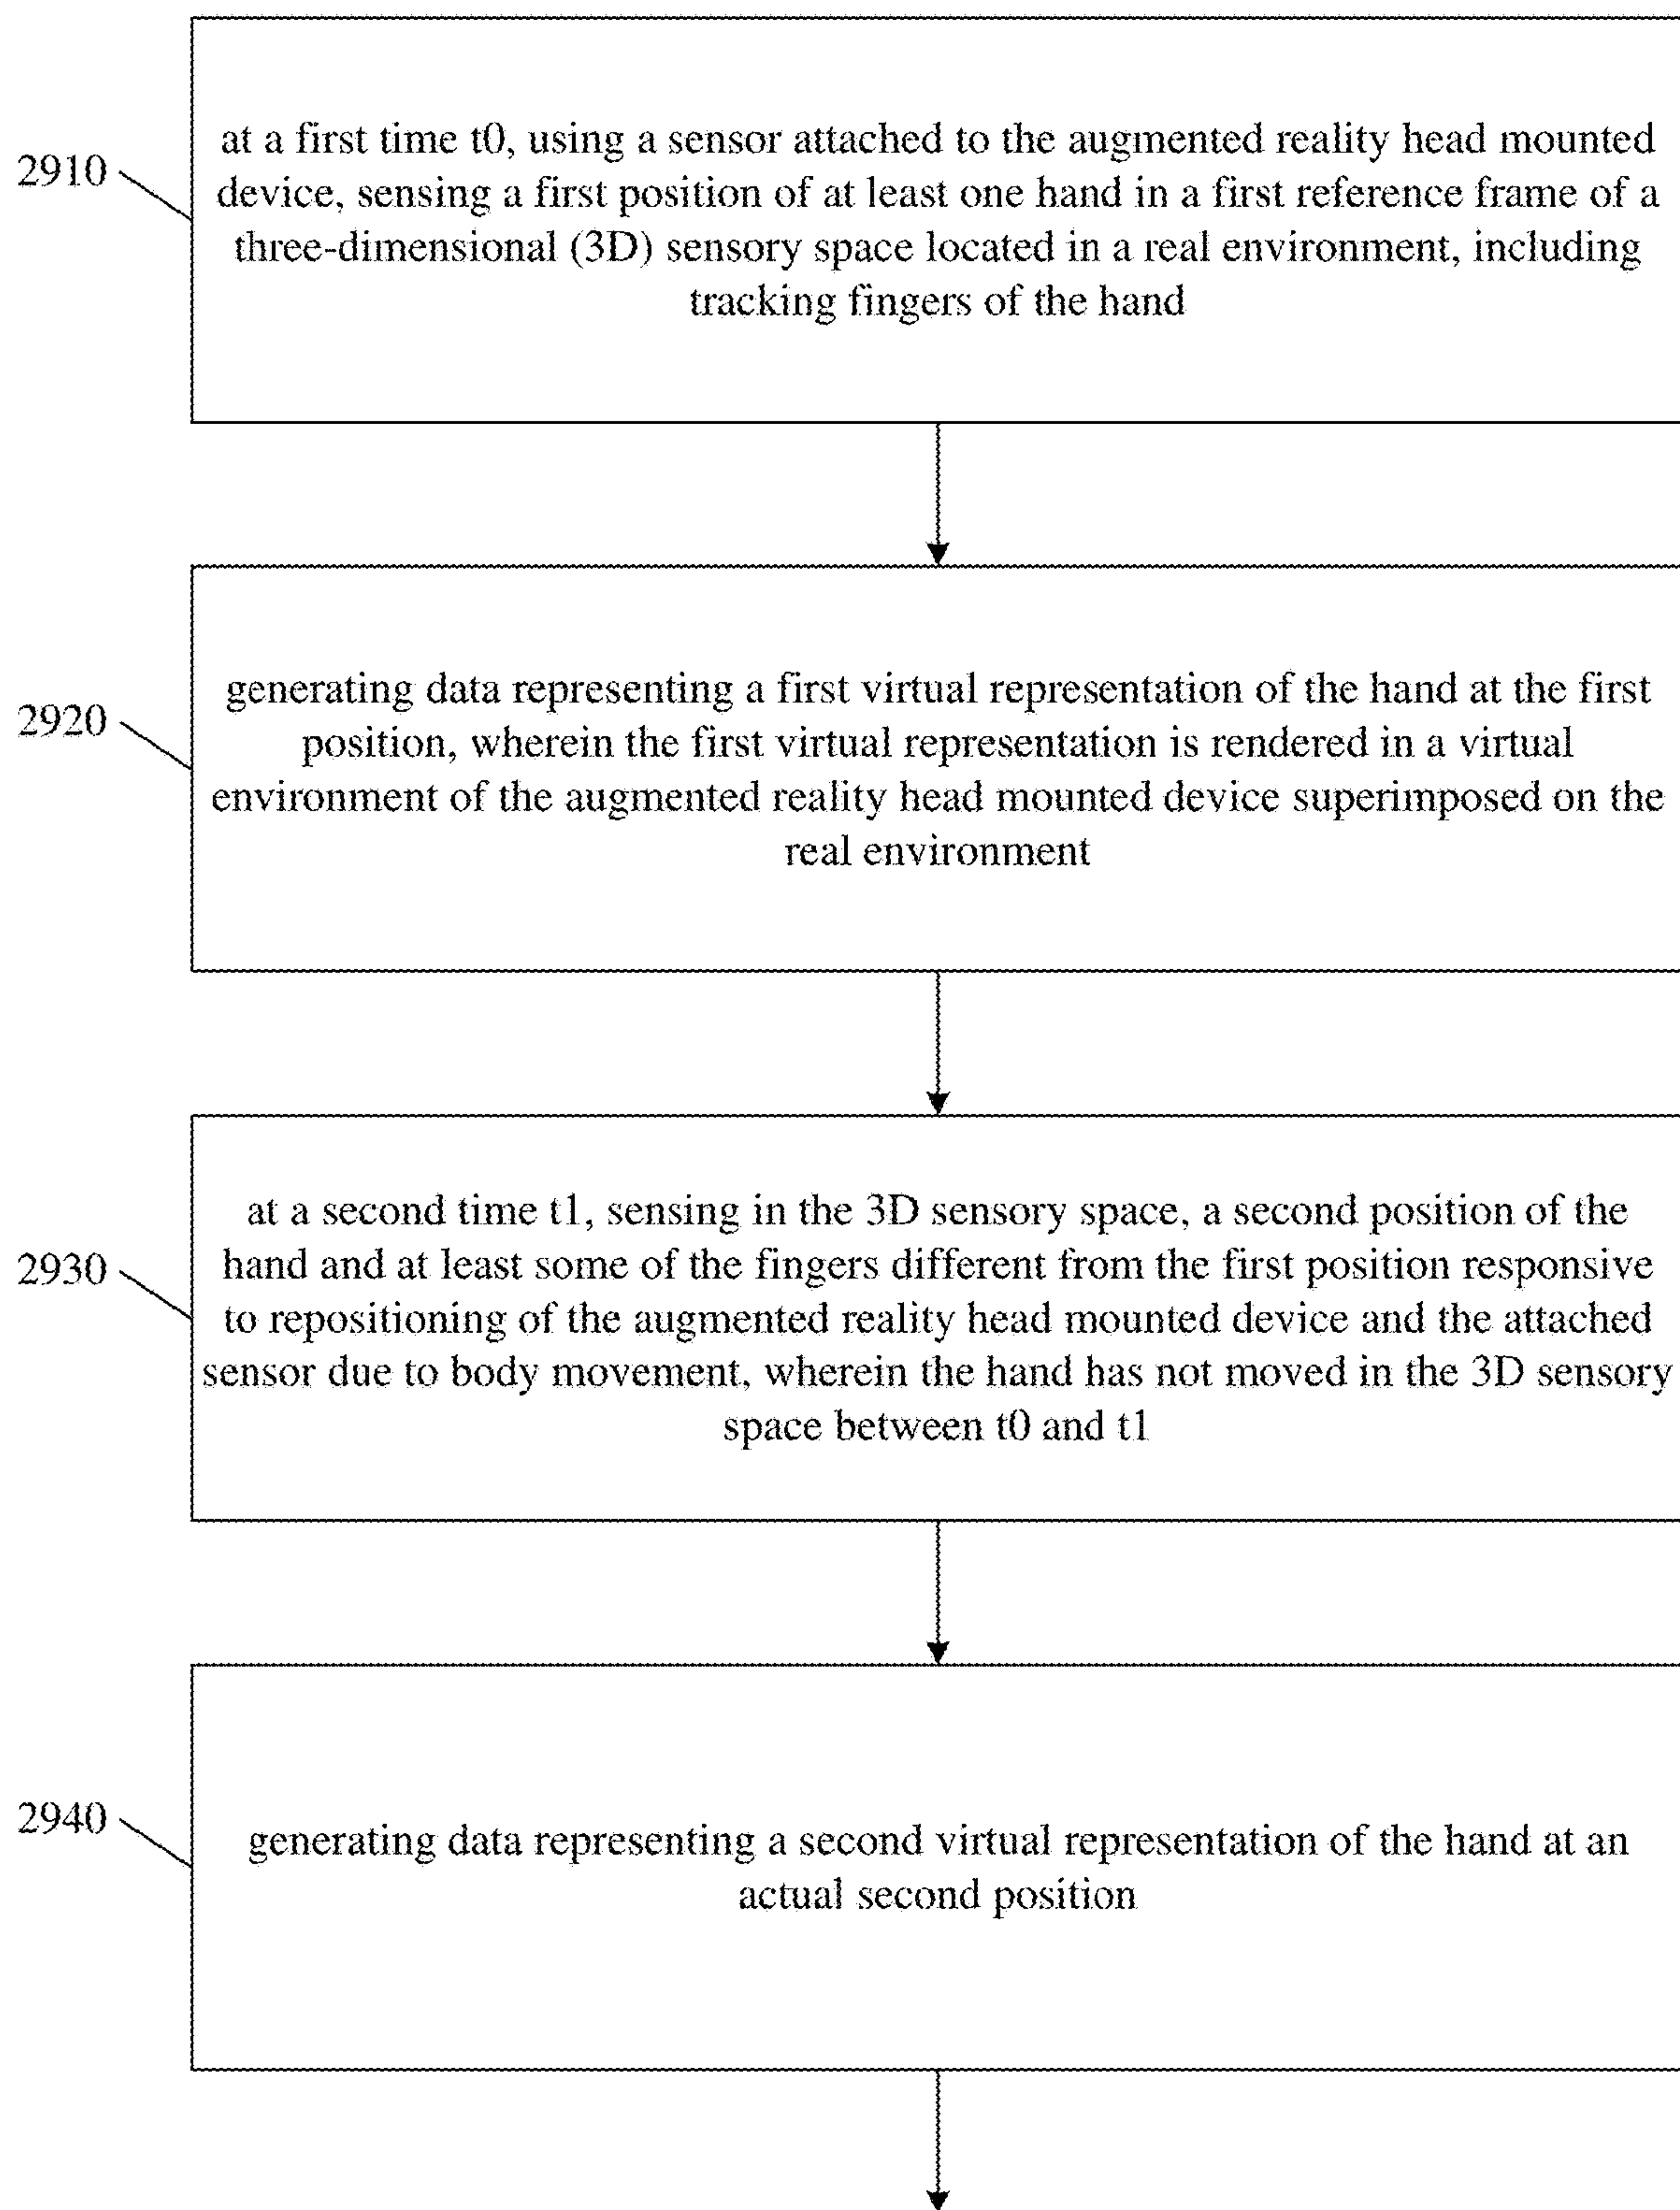 2910
at a first time t0, using a sensor attached to the augmented reality head mounted
device, sensing a first position of at least one hand in a first reference frame of a
three-dimensional (3D) sensory space located in a real environment, including
tracking fingers of the hand
2920
generating data representing a first virtual representation of the hand at the first
position, wherein the first virtual representation is rendered in a virtual
environment of the augmented reality head mounted device superimposed on the
real environment
2930
at a second time t1, sensing in the 3D sensory space, a second position of the
hand and at least some of the fingers different from the first position responsive
to repositioning of the augmented reality head mounted device and the attached
sensor due to body movement, wherein the hand has not moved in the 3D sensory
space between t0 and t1
2940
generating data representing a second virtual representation of the hand at an
actual second position